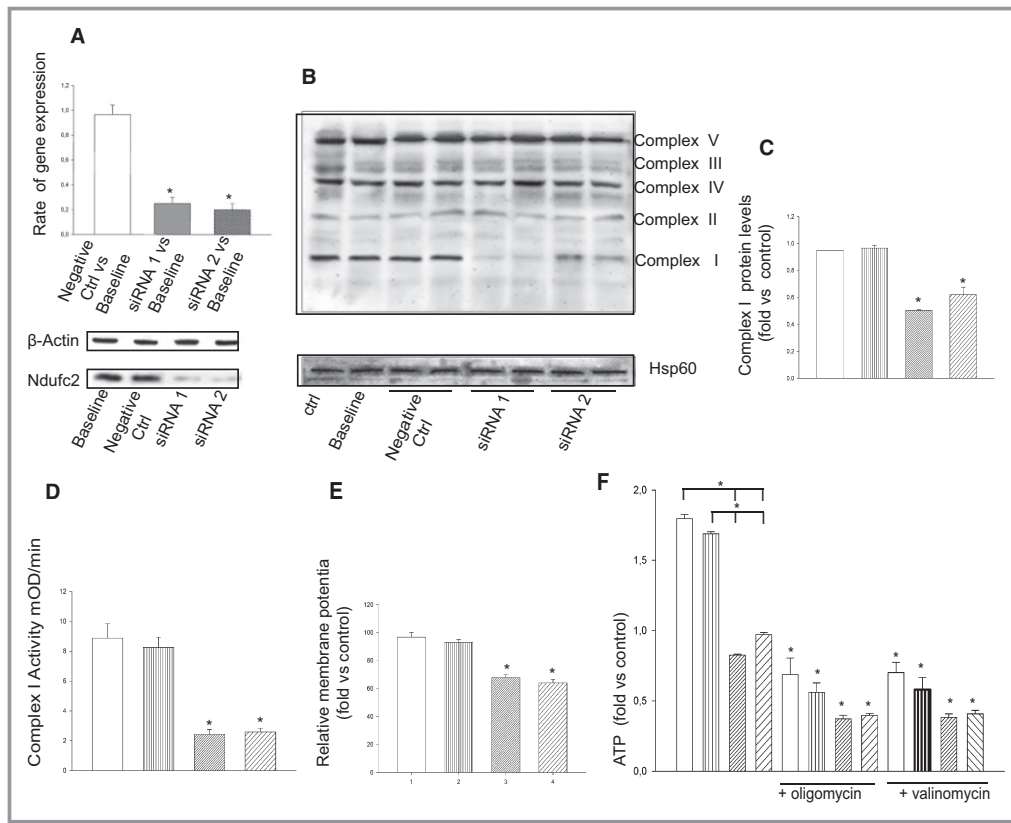 A
Rate of gene expression
1,2
1,0
0,8
0,6
0,4
0,2
0,0
*
*
Negative
Ctrl vs
Baseline
siRNA 1 vs
Baseline
siRNA 2 vs
Baseline
β-Actin
Ndufc2
Baseline
Negative
Ctrl
siRNA 1
siRNA 2
B
Complex V
Complex III
Complex IV
Complex II
Complex I
Hsp60
ctrl
Baseline
Negative
Ctrl
siRNA 1
siRNA 2
C
Complex I protein levels
(fold vs control)
1,2
1,0
0,8
0,6
0,4
0,2
0,0
*
*
D
Complex I Activity mOD/min
12
10
8
6
4
2
0
*
*
E
Relative membrane potentia
(fold vs control)
120
100
80
60
40
20
0
*
*
1
2
3
4
F
ATP (fold vs control)
2,0
1,5
1,0
0,5
0,0
*
*
*
*
*
*
*
*
*
*
+ oligomycin
+ valinomycin